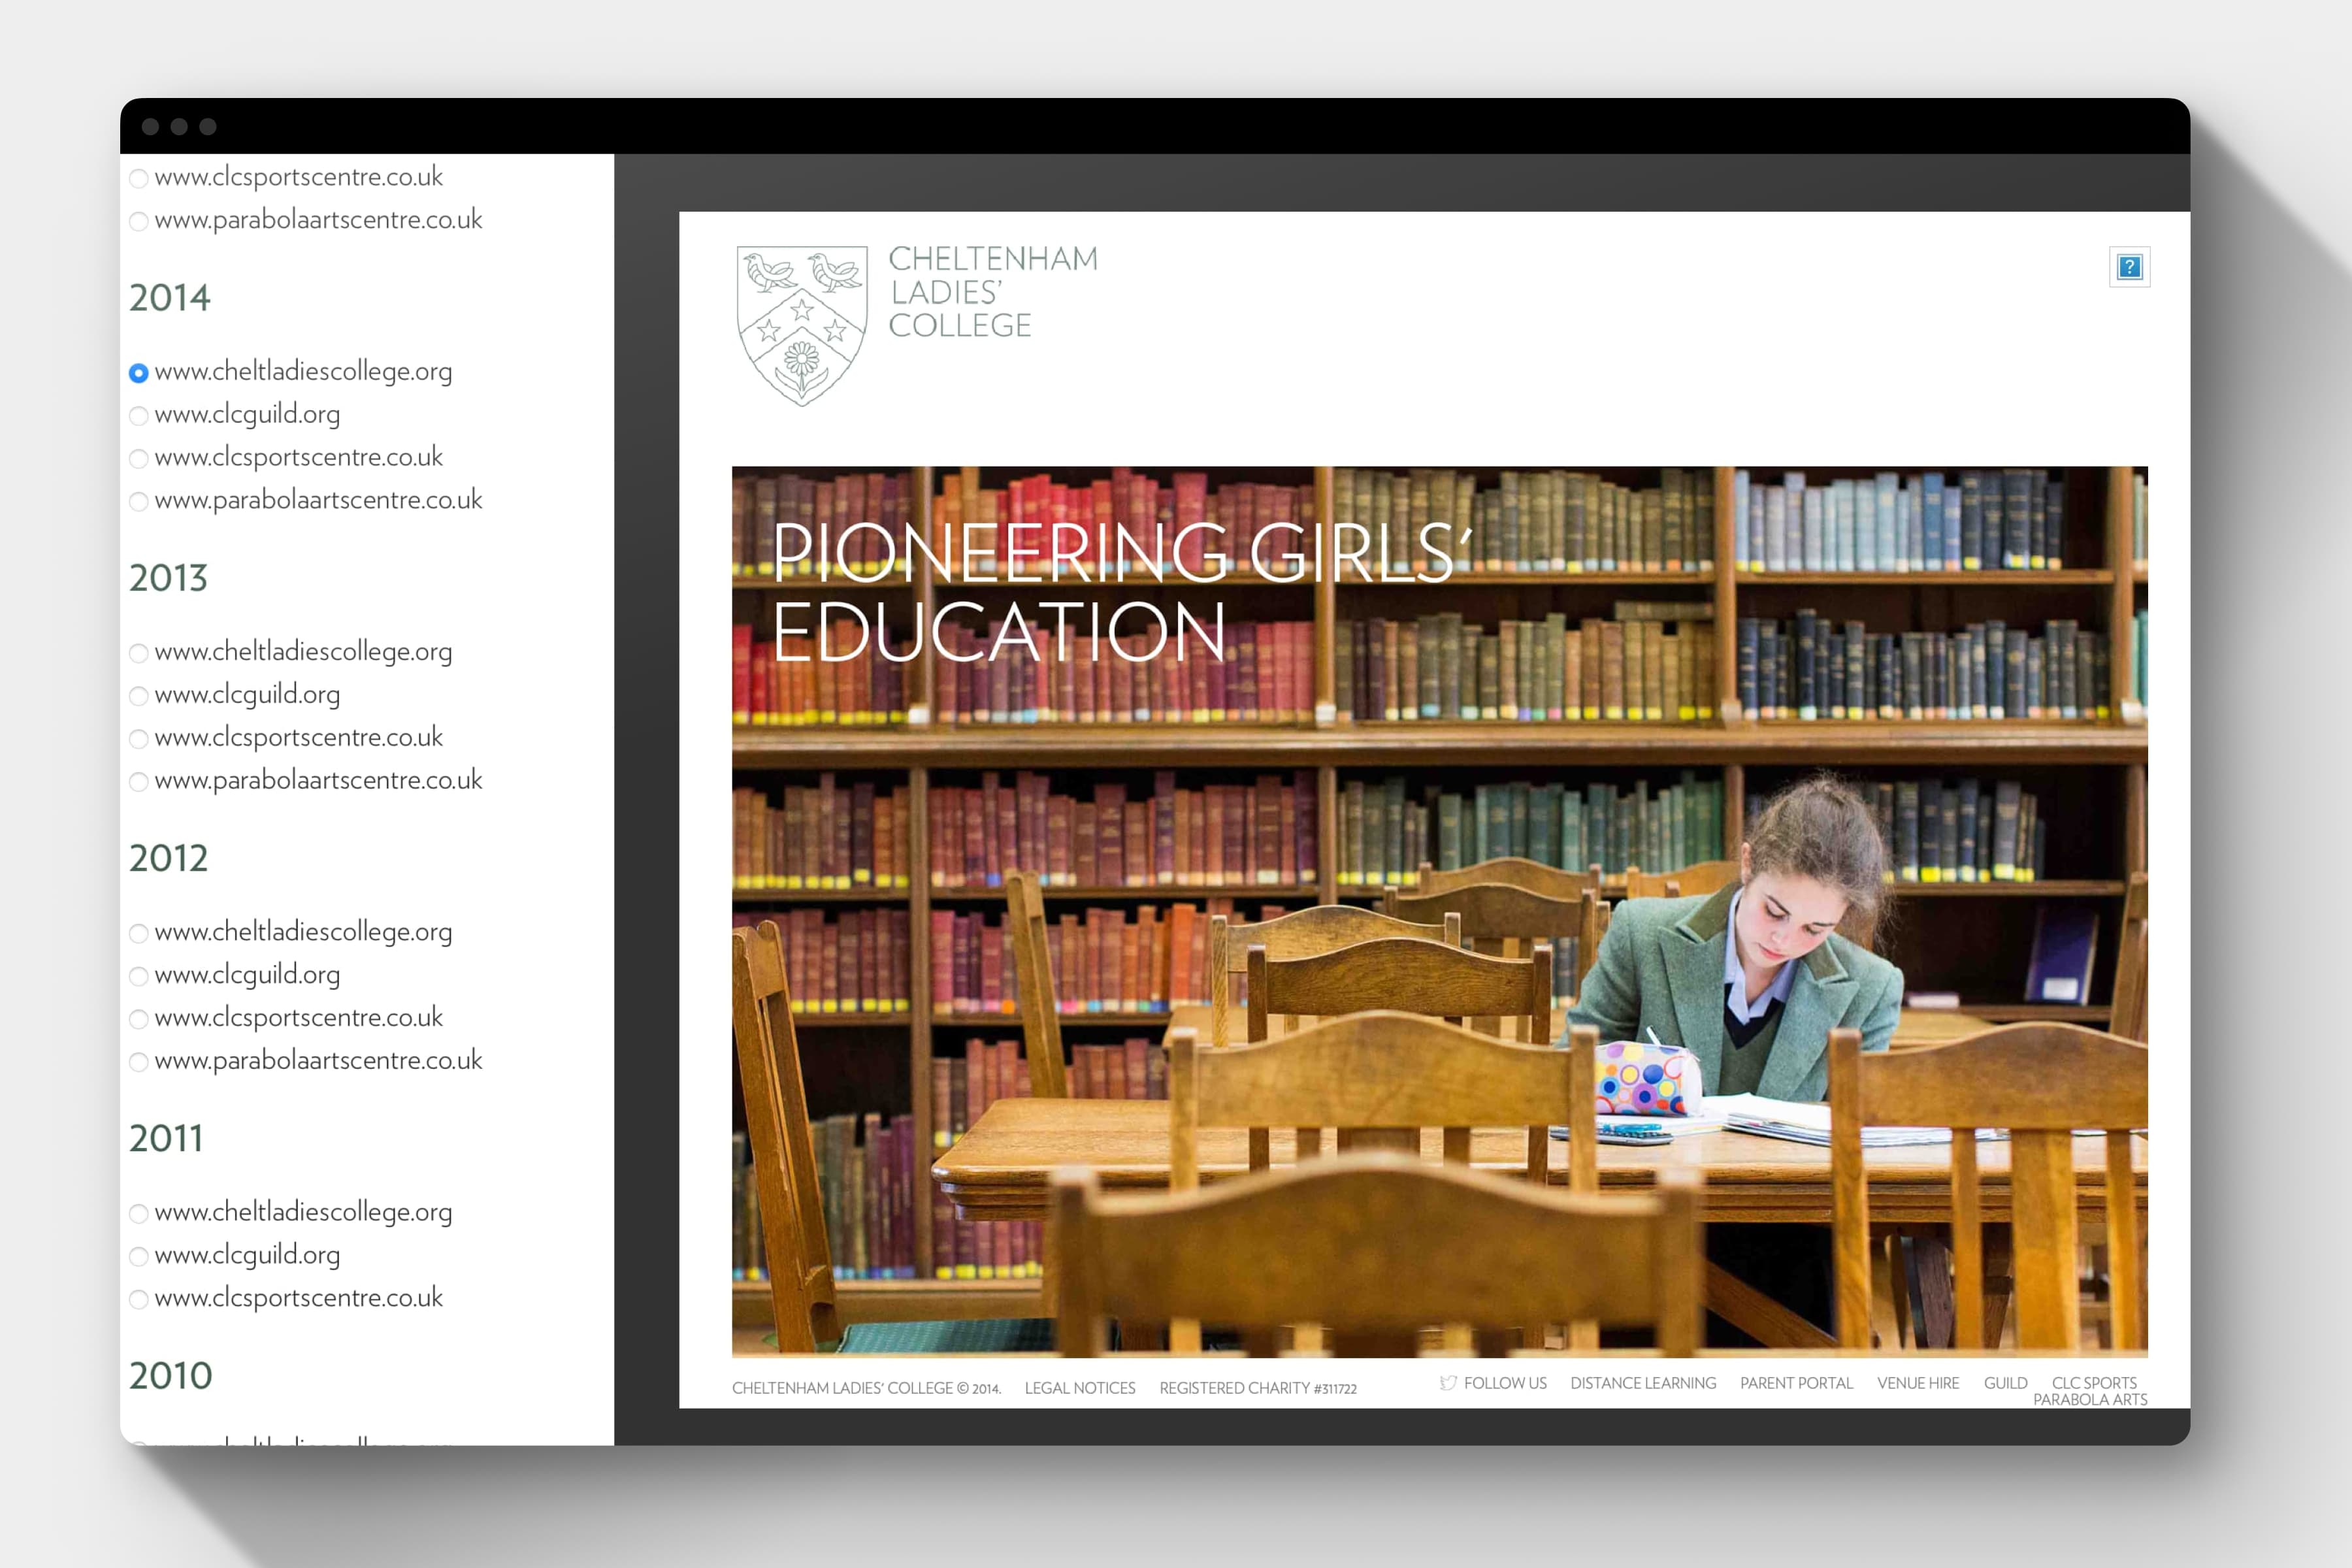 www.clcsportscentre.co.uk
www.parabolaartscentre.co.uk
2014
www.cheltladiescollege.org
www.clcguild.org
www.clcsportscentre.co.uk
www.parabolaartscentre.co.uk
2013
www.cheltladiescollege.org
www.clcguild.org
www.clcsportscentre.co.uk
www.parabolaartscentre.co.uk
2012
www.cheltladiescollege.org
www.clcguild.org
www.clcsportscentre.co.uk
www.parabolaartscentre.co.uk
2011
www.cheltladiescollege.org
www.clcguild.org
www.clcsportscentre.co.uk
2010
CHELTENHAM
LADIES’
COLLEGE
?
PIONEERING GIRLS’
EDUCATION
CHELTENHAM LADIES’ COLLEGE © 2014. LEGAL NOTICES REGISTERED CHARITY #311722
FOLLOW US DISTANCE LEARNING PARENT PORTAL VENUE HIRE GUILD CLC SPORTS
PARABOLA ARTS